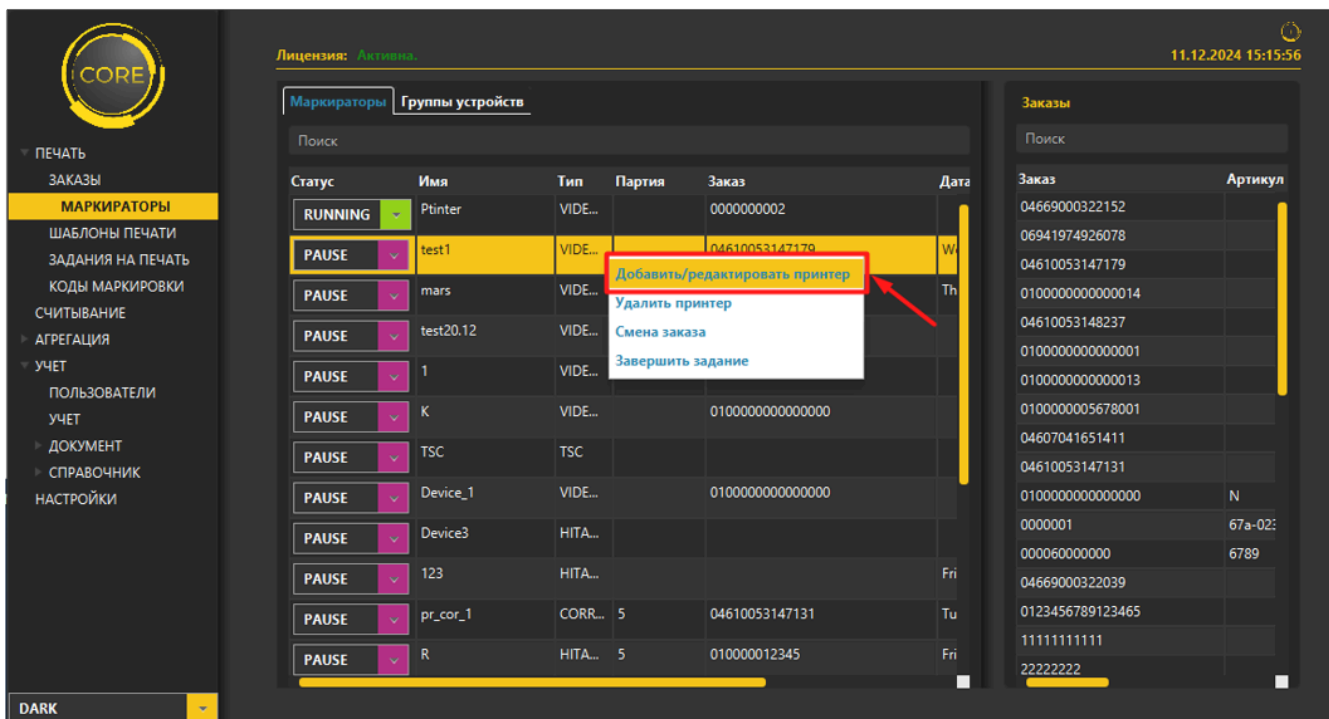 CORE
ПЕЧАТЬ
ЗАКАЗЫ
МАРКИРАТОРЫ
ШАБЛОНЫ ПЕЧАТИ
ЗАДАНИЯ НА ПЕЧАТЬ
КОДЫ МАРКИРОВКИ
СЧИТЫВАНИЕ
АГРЕГАЦИЯ
УЧЕТ
ПОЛЬЗОВАТЕЛИ
УЧЕТ
ДОКУМЕНТ
СПРАВОЧНИК
НАСТРОЙКИ
DARK
Лицензия: Активна.
11.12.2024 15:15:56
Маркираторы Группы устройств
Поиск
Статус Имя Тип Партия Заказ Дата
RUNNING Ptinter VIDE... 0000000002
PAUSE test1 VIDE... 04610053147179
PAUSE mars VIDE... Th
PAUSE test20.12 VIDE...
PAUSE 1 VIDE...
PAUSE K VIDE... 0100000000000000
PAUSE TSC TSC
PAUSE Device_1 VIDE... 0100000000000000
PAUSE Device3 HITA...
PAUSE 123 HITA... Fri
PAUSE pr_cor_1 CORR... 5 04610053147131 Tu
PAUSE R HITA... 5 010000012345 Fri
Добавить/редактировать принтер
Удалить принтер
Смена заказа
Завершить задание
Заказы
Поиск
Заказ Артикул
04669000322152
06941974926078
04610053147179
0100000000000014
04610053148237
0100000000000001
0100000000000013
0100000005678001
04607041651411
04610053147131
0100000000000000 N
0000001 67a-023
000060000000 6789
04669000322039
0123456789123465
11111111111
22222222